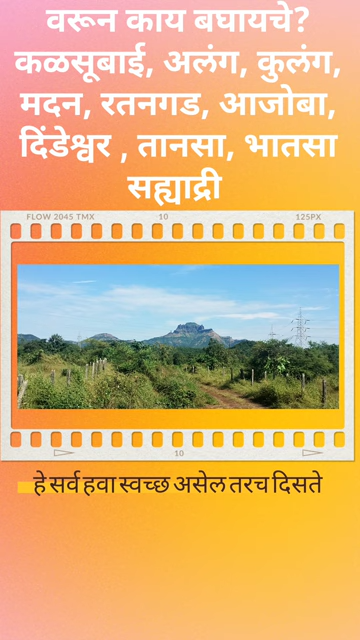 वरून काय बघायचे?
कळसूबाई, अलंग, कुलंग,
मदन, रतनगड, आजोबा,
दिंडेश्वर , तानसा, भातसा
सह्याद्री
FLOW 2045 TMX 10 125PX
10
हे सर्व हवा स्वच्छ असेल तरच दिसते